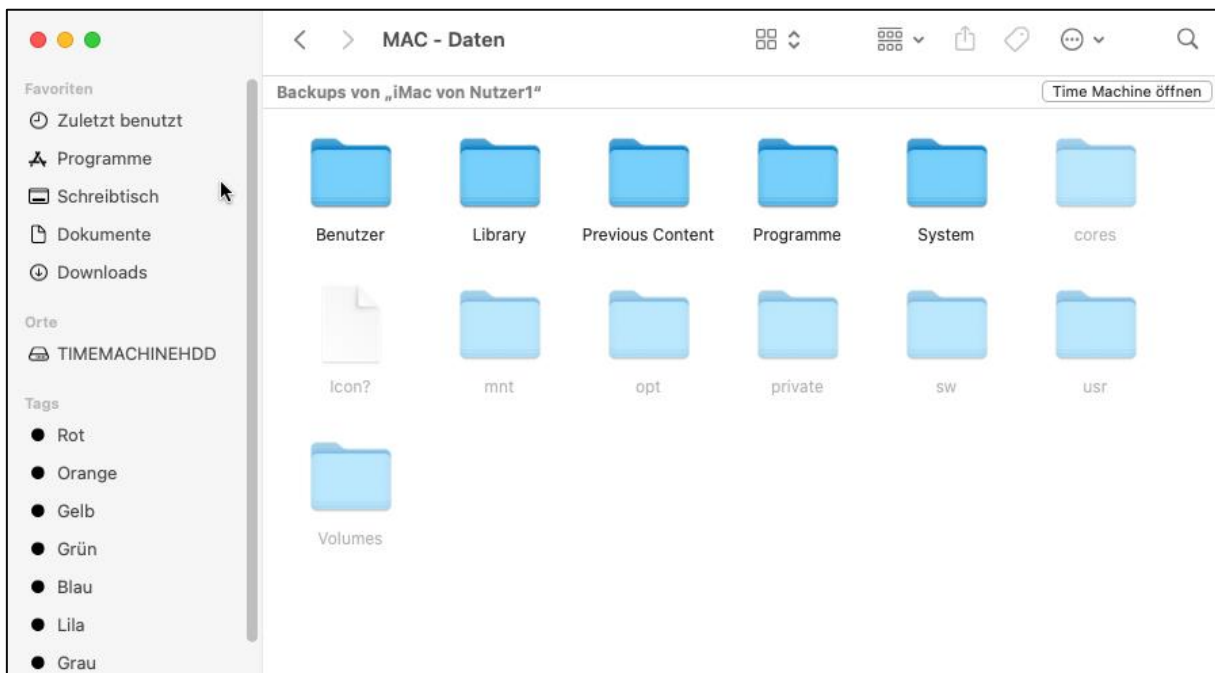 MAC - Daten
Favoriten
Zuletzt benutzt
Programme
Schreibtisch
Dokumente
Downloads
Orte
TIMEMACHINEHDD
Tags
Rot
Orange
Gelb
Grün
Blau
Lila
Grau
Backups von „iMac von Nutzer1“ Time Machine öffnen
Benutzer Library Previous Content Programme System cores
Icon? mnt opt private sw usr
Volumes